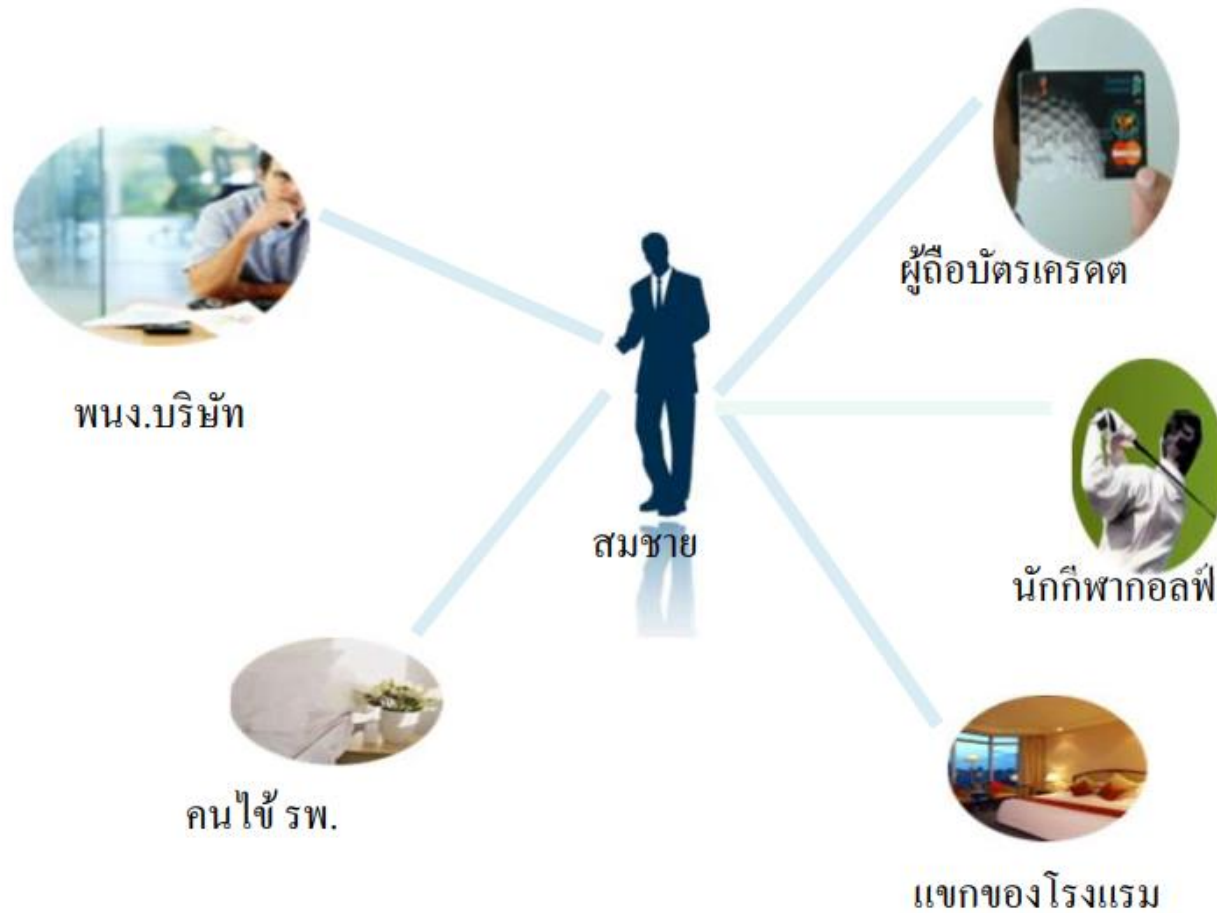 ผู้ถือบัตรเครดต
พนง.บริษัท
สมชาย
นักกีฬากอลฟ์
คนไข้ รพ.
แขกของโรงแรม